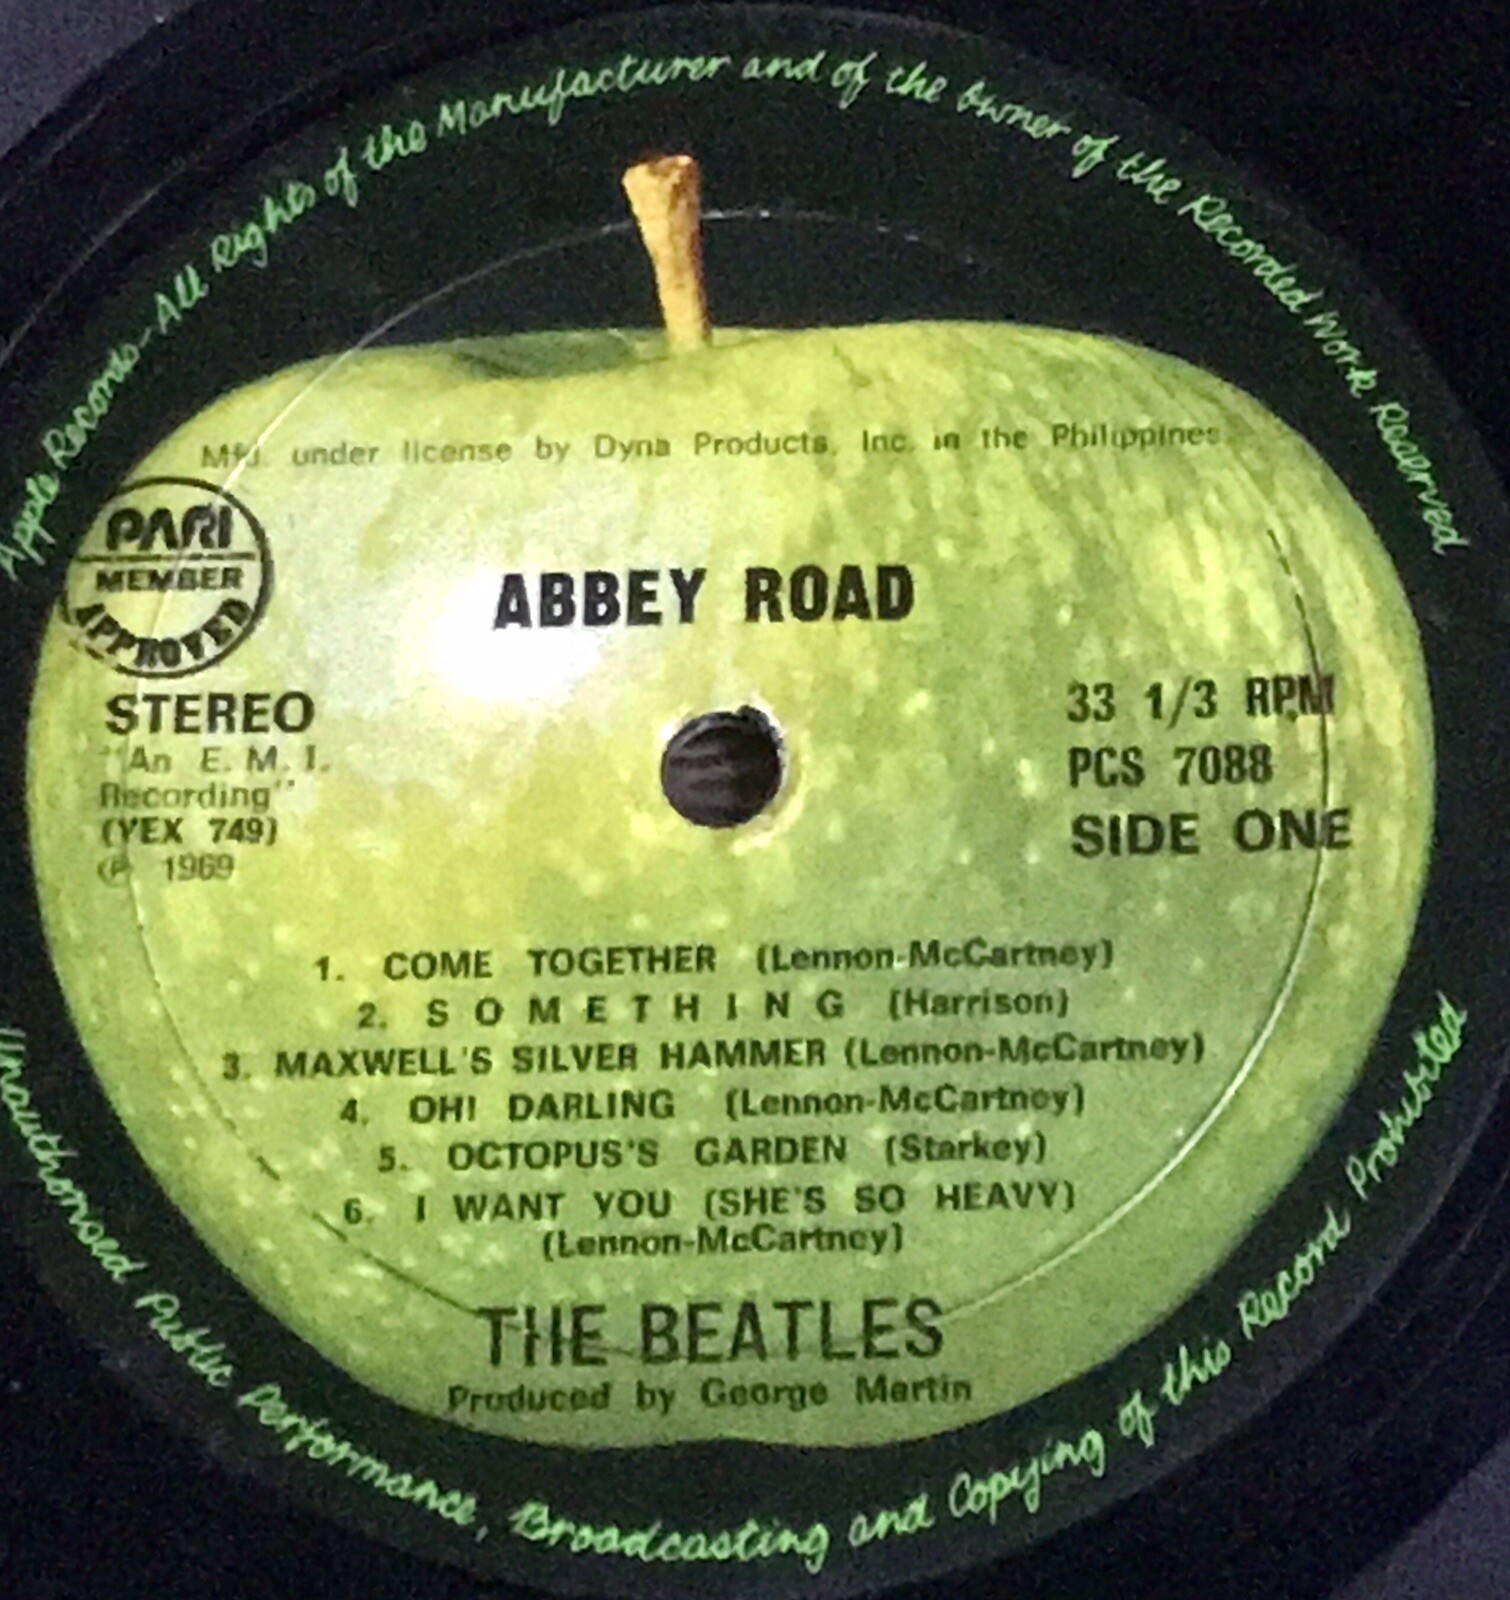 Apple Records-All Rights of the Manufacturer and of the Owner of the Recorded Work Reserved
Mfd. under license by Dyna Products, Inc. in the Philippines
PARI
MEMBER
APPROVED
ABBEY ROAD
STEREO
"An E.M.I.
Recording"
(YEX 749)
℗ 1969
33 1/3 RPM
PCS 7088
SIDE ONE
1. COME TOGETHER (Lennon-McCartney)
2. SOMETHING (Harrison)
3. MAXWELL'S SILVER HAMMER (Lennon-McCartney)
4. OH! DARLING (Lennon-McCartney)
5. OCTOPUS'S GARDEN (Starkey)
6. I WANT YOU (SHE'S SO HEAVY)
(Lennon-McCartney)
THE BEATLES
Produced by George Martin
Unauthorised Public Performance, Broadcasting and Copying of this Record Prohibited